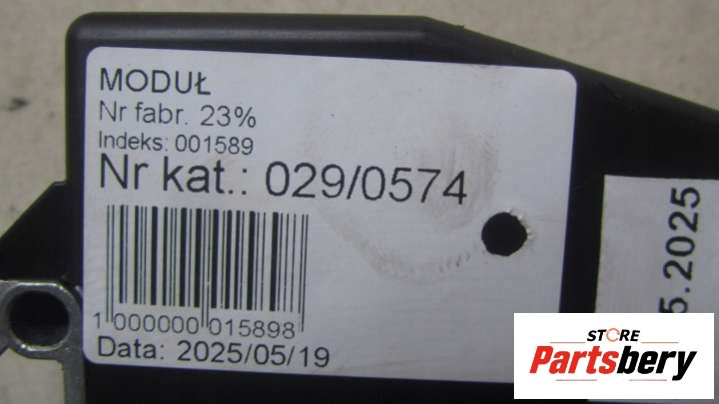 MODUŁ
Nr fabr. 23%
Indeks: 001589
Nr kat.: 029/0574
1 000000 015898
Data: 2025/05/19
5.2025
STORE
Partsbery